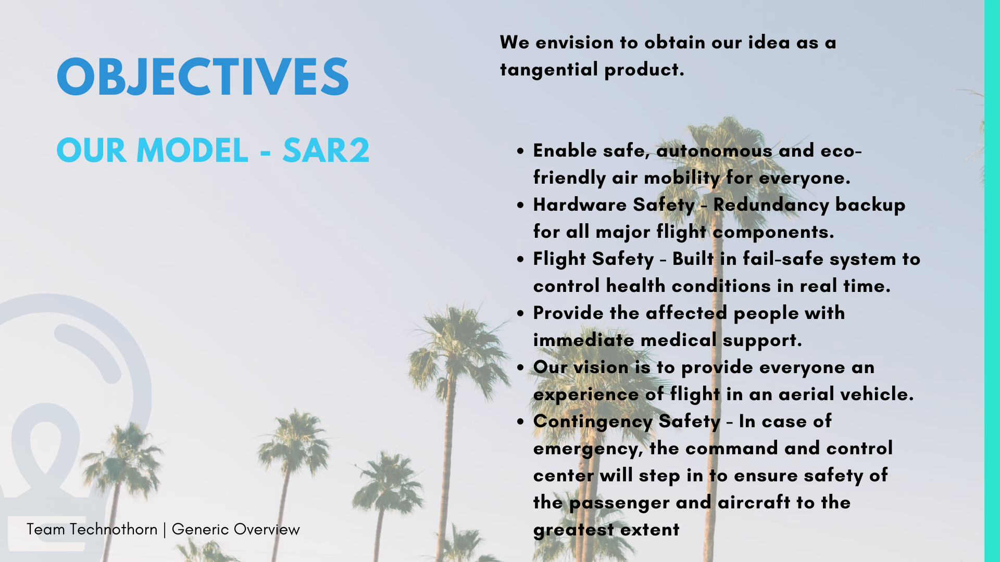 OBJECTIVES
OUR MODEL - SAR2
We envision to obtain our idea as a
tangential product.
• Enable safe, autonomous and eco-
friendly air mobility for everyone.
• Hardware Safety - Redundancy backup
for all major flight components.
• Flight Safety - Built in fail-safe system to
control health conditions in real time.
• Provide the affected people with
immediate medical support.
• Our vision is to provide everyone an
experience of flight in an aerial vehicle.
• Contingency Safety - In case of
emergency, the command and control
center will step in to ensure safety of
the passenger and aircraft to the
greatest extent
Team Technothorn | Generic Overview